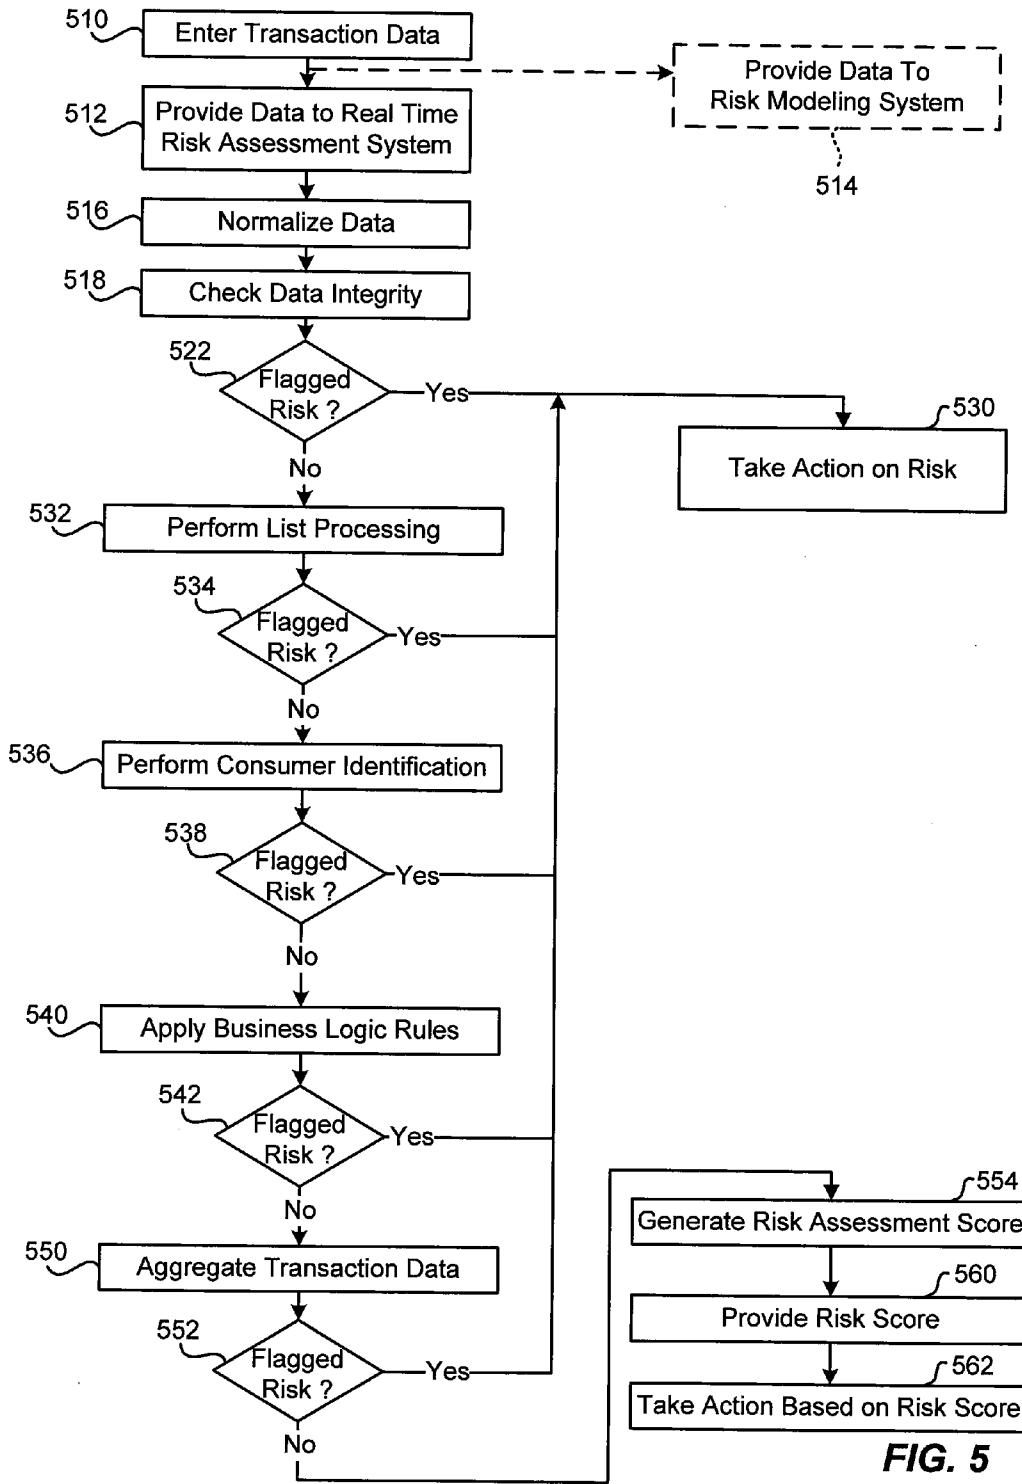 510
Enter Transaction Data
Provide Data To
Risk Modeling System
514
512
Provide Data to Real Time
Risk Assessment System
516
Normalize Data
518
Check Data Integrity
522
Flagged
Risk ?
Yes
No
530
Take Action on Risk
532
Perform List Processing
534
Flagged
Risk ?
Yes
No
536
Perform Consumer Identification
538
Flagged
Risk ?
Yes
No
540
Apply Business Logic Rules
542
Flagged
Risk ?
Yes
No
550
Aggregate Transaction Data
552
Flagged
Risk ?
Yes
No
554
Generate Risk Assessment Score
560
Provide Risk Score
562
Take Action Based on Risk Score
FIG. 5